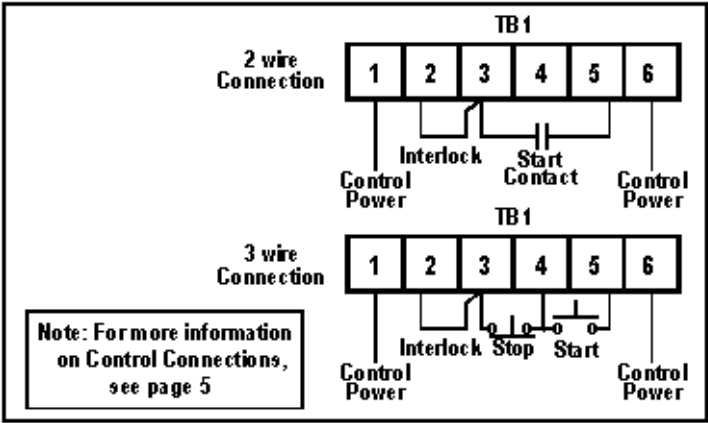 TB1
2 wire
Connection
1 2 3 4 5 6
Interlock
Start
Contact
Control
Power
Control
Power
TB1
3 wire
Connection
1 2 3 4 5 6
Interlock Stop Start
Control
Power
Control
Power
Note: For more information
on Control Connections,
see page 5